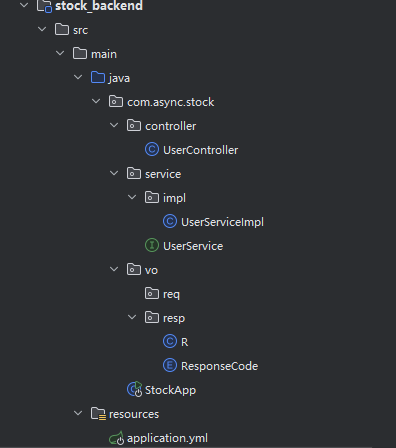 stock_backend
src
main
java
com.async.stock
controller
UserController
service
impl
UserServiceImpl
UserService
vo
req
resp
R
ResponseCode
StockApp
resources
application.yml